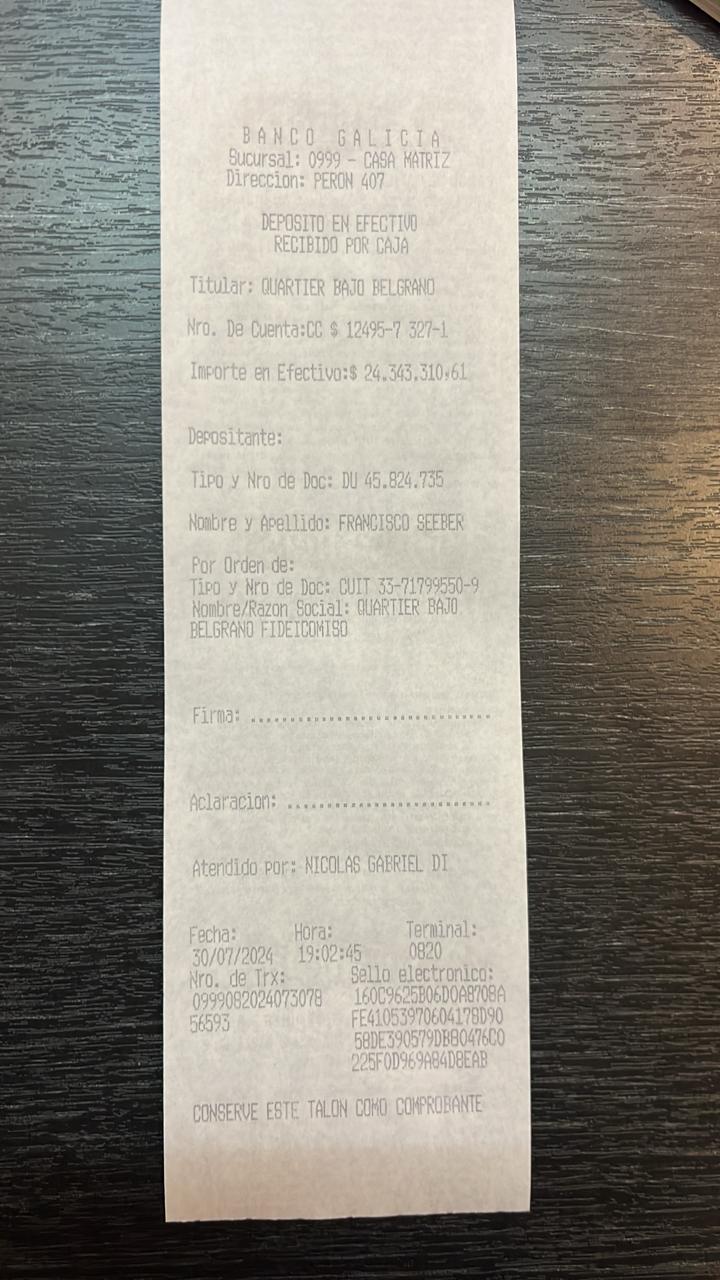 BANCO GALICIA
Sucursal: 0999 - CASA MATRIZ
Direccion: PERON 407
DEPOSITO EN EFECTIVO
RECIBIDO POR CAJA
Titular: QUARTIER BAJO BELGRANO
Nro. De Cuenta:CC $ 12495-7 327-1
Importe en Efectivo:$ 24.343.310,61
Depositante:
Tipo y Nro de Doc: DU 45.824.735
Nombre y Apellido: FRANCISCO SEEBER
Por Orden de:
Tipo y Nro de Doc: CUIT 33-71799550-9
Nombre/Razon Social: QUARTIER BAJO
BELGRANO FIDEICOMISO
Firma: ..............................
Aclaracion: ..........................
Atendido por: NICOLAS GABRIEL DI
Fecha: Hora: Terminal:
30/07/2024 19:02:45 0820
Nro. de Trx: Sello electronico:
0999082024073078 160C9625B06D0A8708A
56593 FE41053970604178D90
58DE390579DB80476C0
225F0D969A84D8EAB
CONSERVE ESTE TALON COMO COMPROBANTE